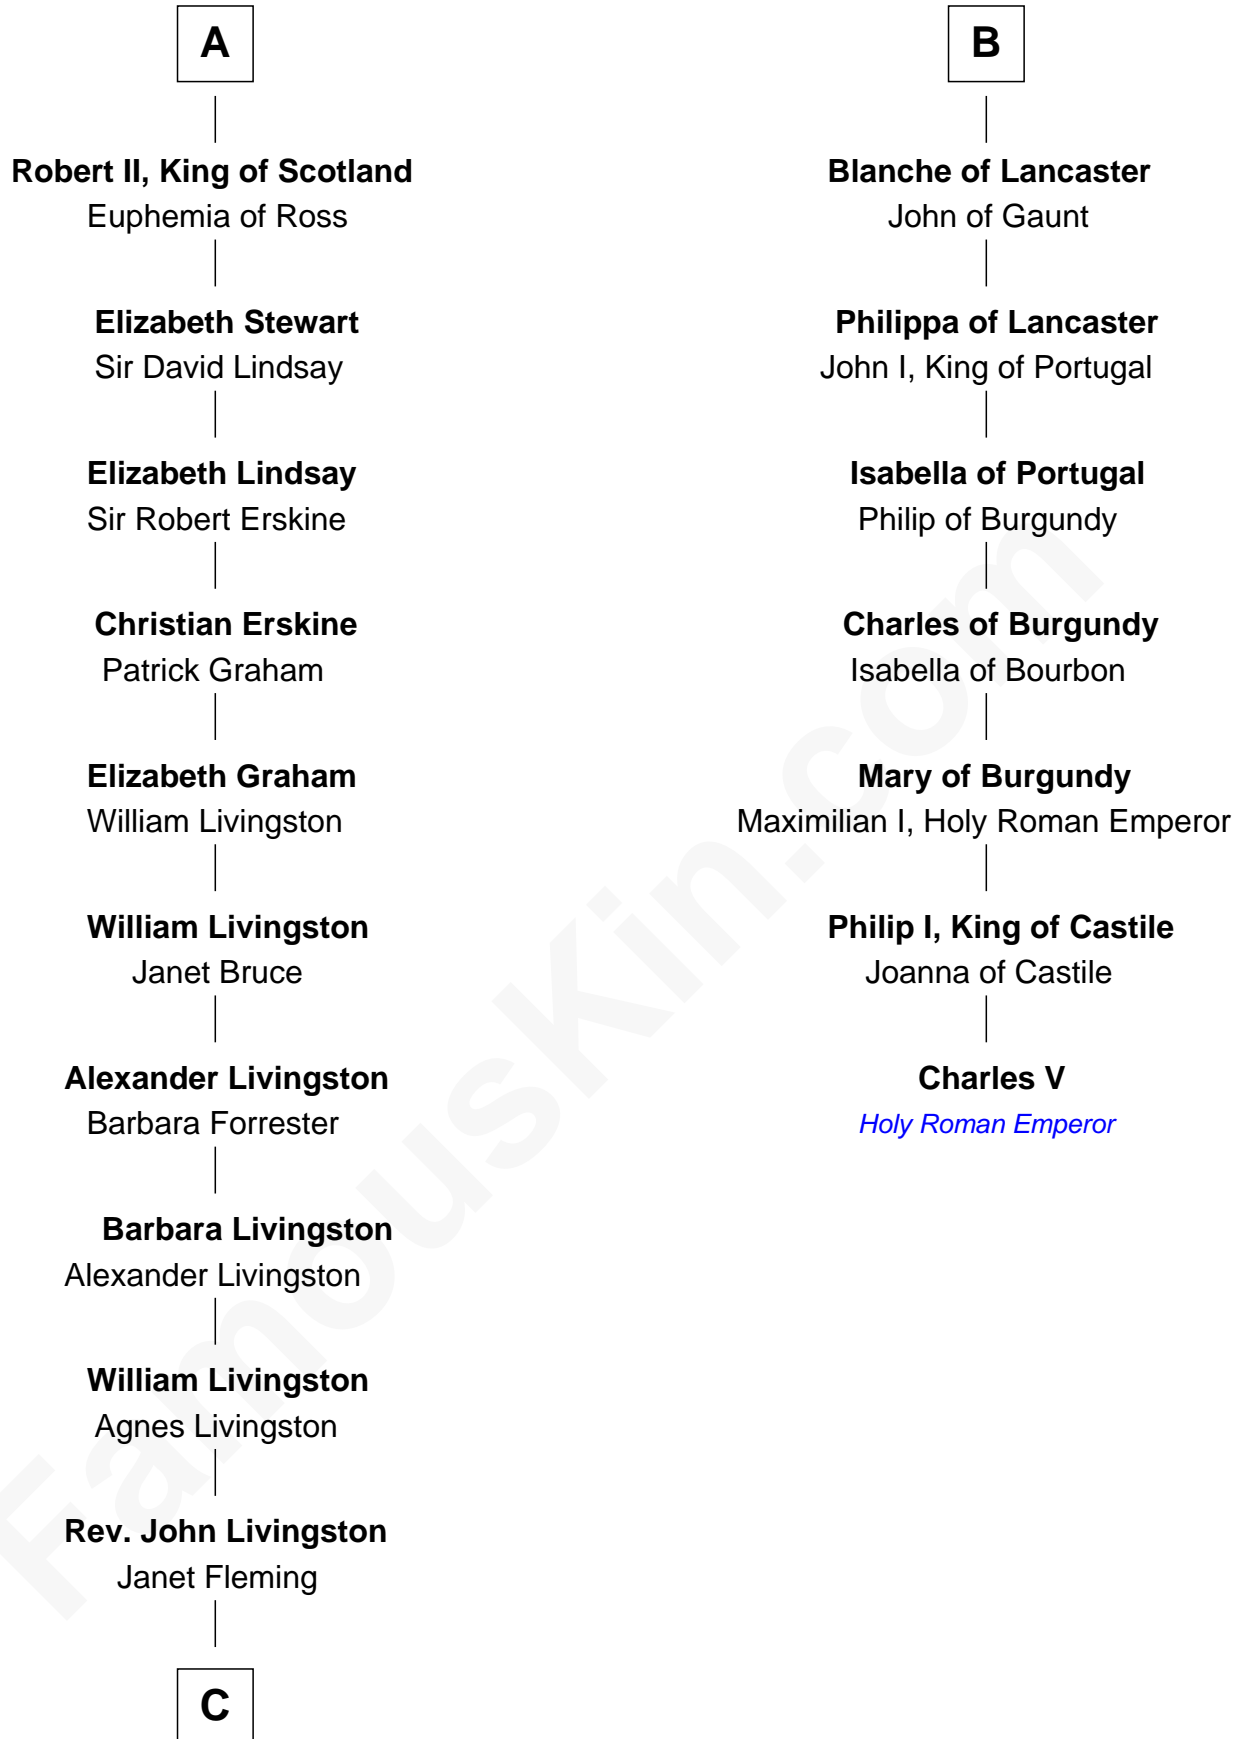 A
Robert II, King of Scotland
Euphemia of Ross
Elizabeth Stewart
Sir David Lindsay
Elizabeth Lindsay
Sir Robert Erskine
Christian Erskine
Patrick Graham
Elizabeth Graham
William Livingston
William Livingston
Janet Bruce
Alexander Livingston
Barbara Forrester
Barbara Livingston
Alexander Livingston
William Livingston
Agnes Livingston
Rev. John Livingston
Janet Fleming
C
B
Blanche of Lancaster
John of Gaunt
Philippa of Lancaster
John I, King of Portugal
Isabella of Portugal
Philip of Burgundy
Charles of Burgundy
Isabella of Bourbon
Mary of Burgundy
Maximilian I, Holy Roman Emperor
Philip I, King of Castile
Joanna of Castile
Charles V
Holy Roman Emperor
FamousKin.com